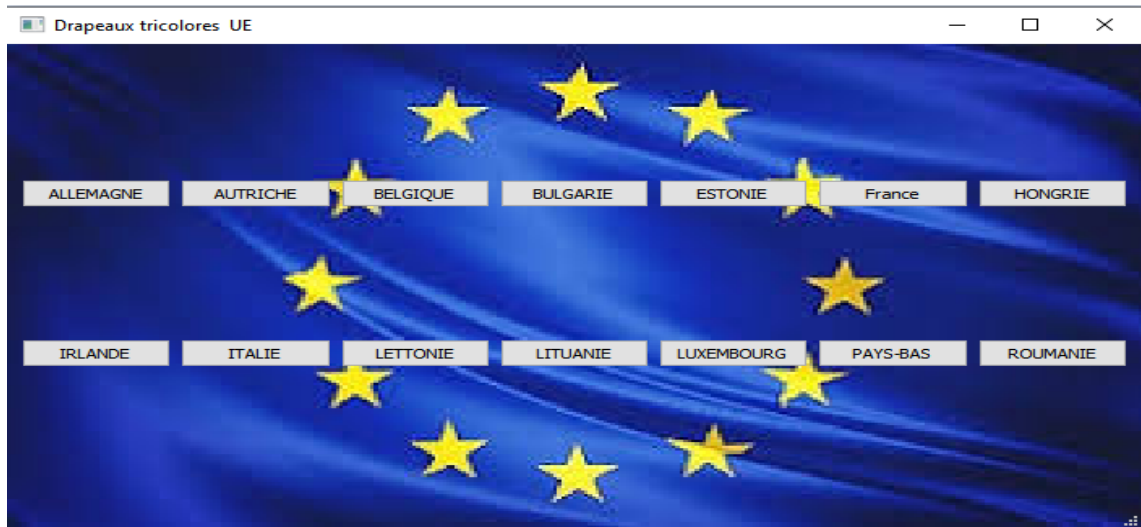 Drapeaux tricolores UE
ALLEMAGNE AUTRICHE BELGIQUE BULGARIE ESTONIE France HONGRIE
IRLANDE ITALIE LETTONIE LITUANIE LUXEMBOURG PAYS-BAS ROUMANIE